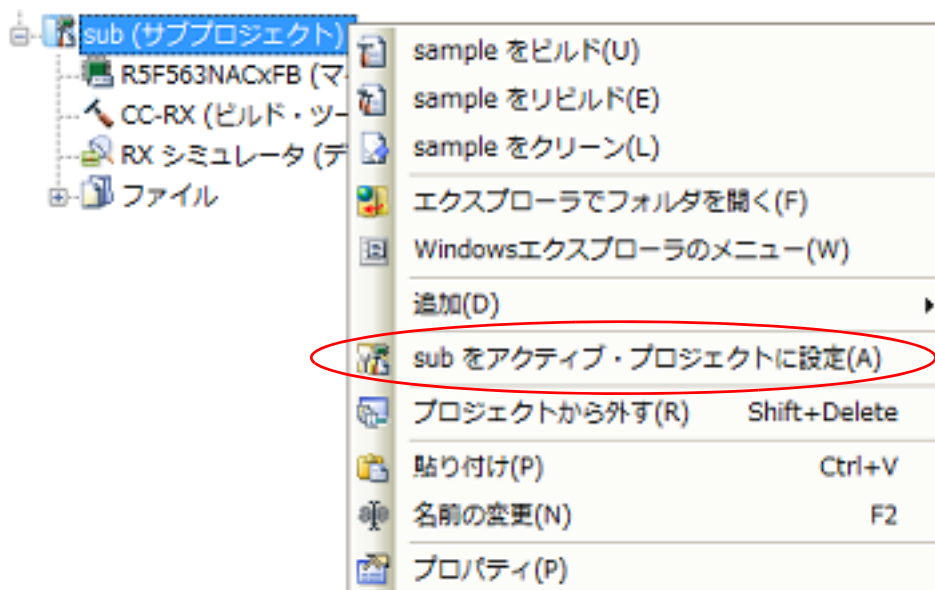 sub (サブプロジェクト)
R5F563NACxFB (マ
CC-RX (ビルド・ツー
RX シミュレータ (デ
ファイル
sample をビルド(U)
sample をリビルド(E)
sample をクリーン(L)
エクスプローラでフォルダを開く(F)
Windowsエクスプローラのメニュー(W)
追加(D)
sub をアクティブ・プロジェクトに設定(A)
プロジェクトから外す(R) Shift+Delete
貼り付け(P) Ctrl+V
名前の変更(N) F2
プロパティ(P)